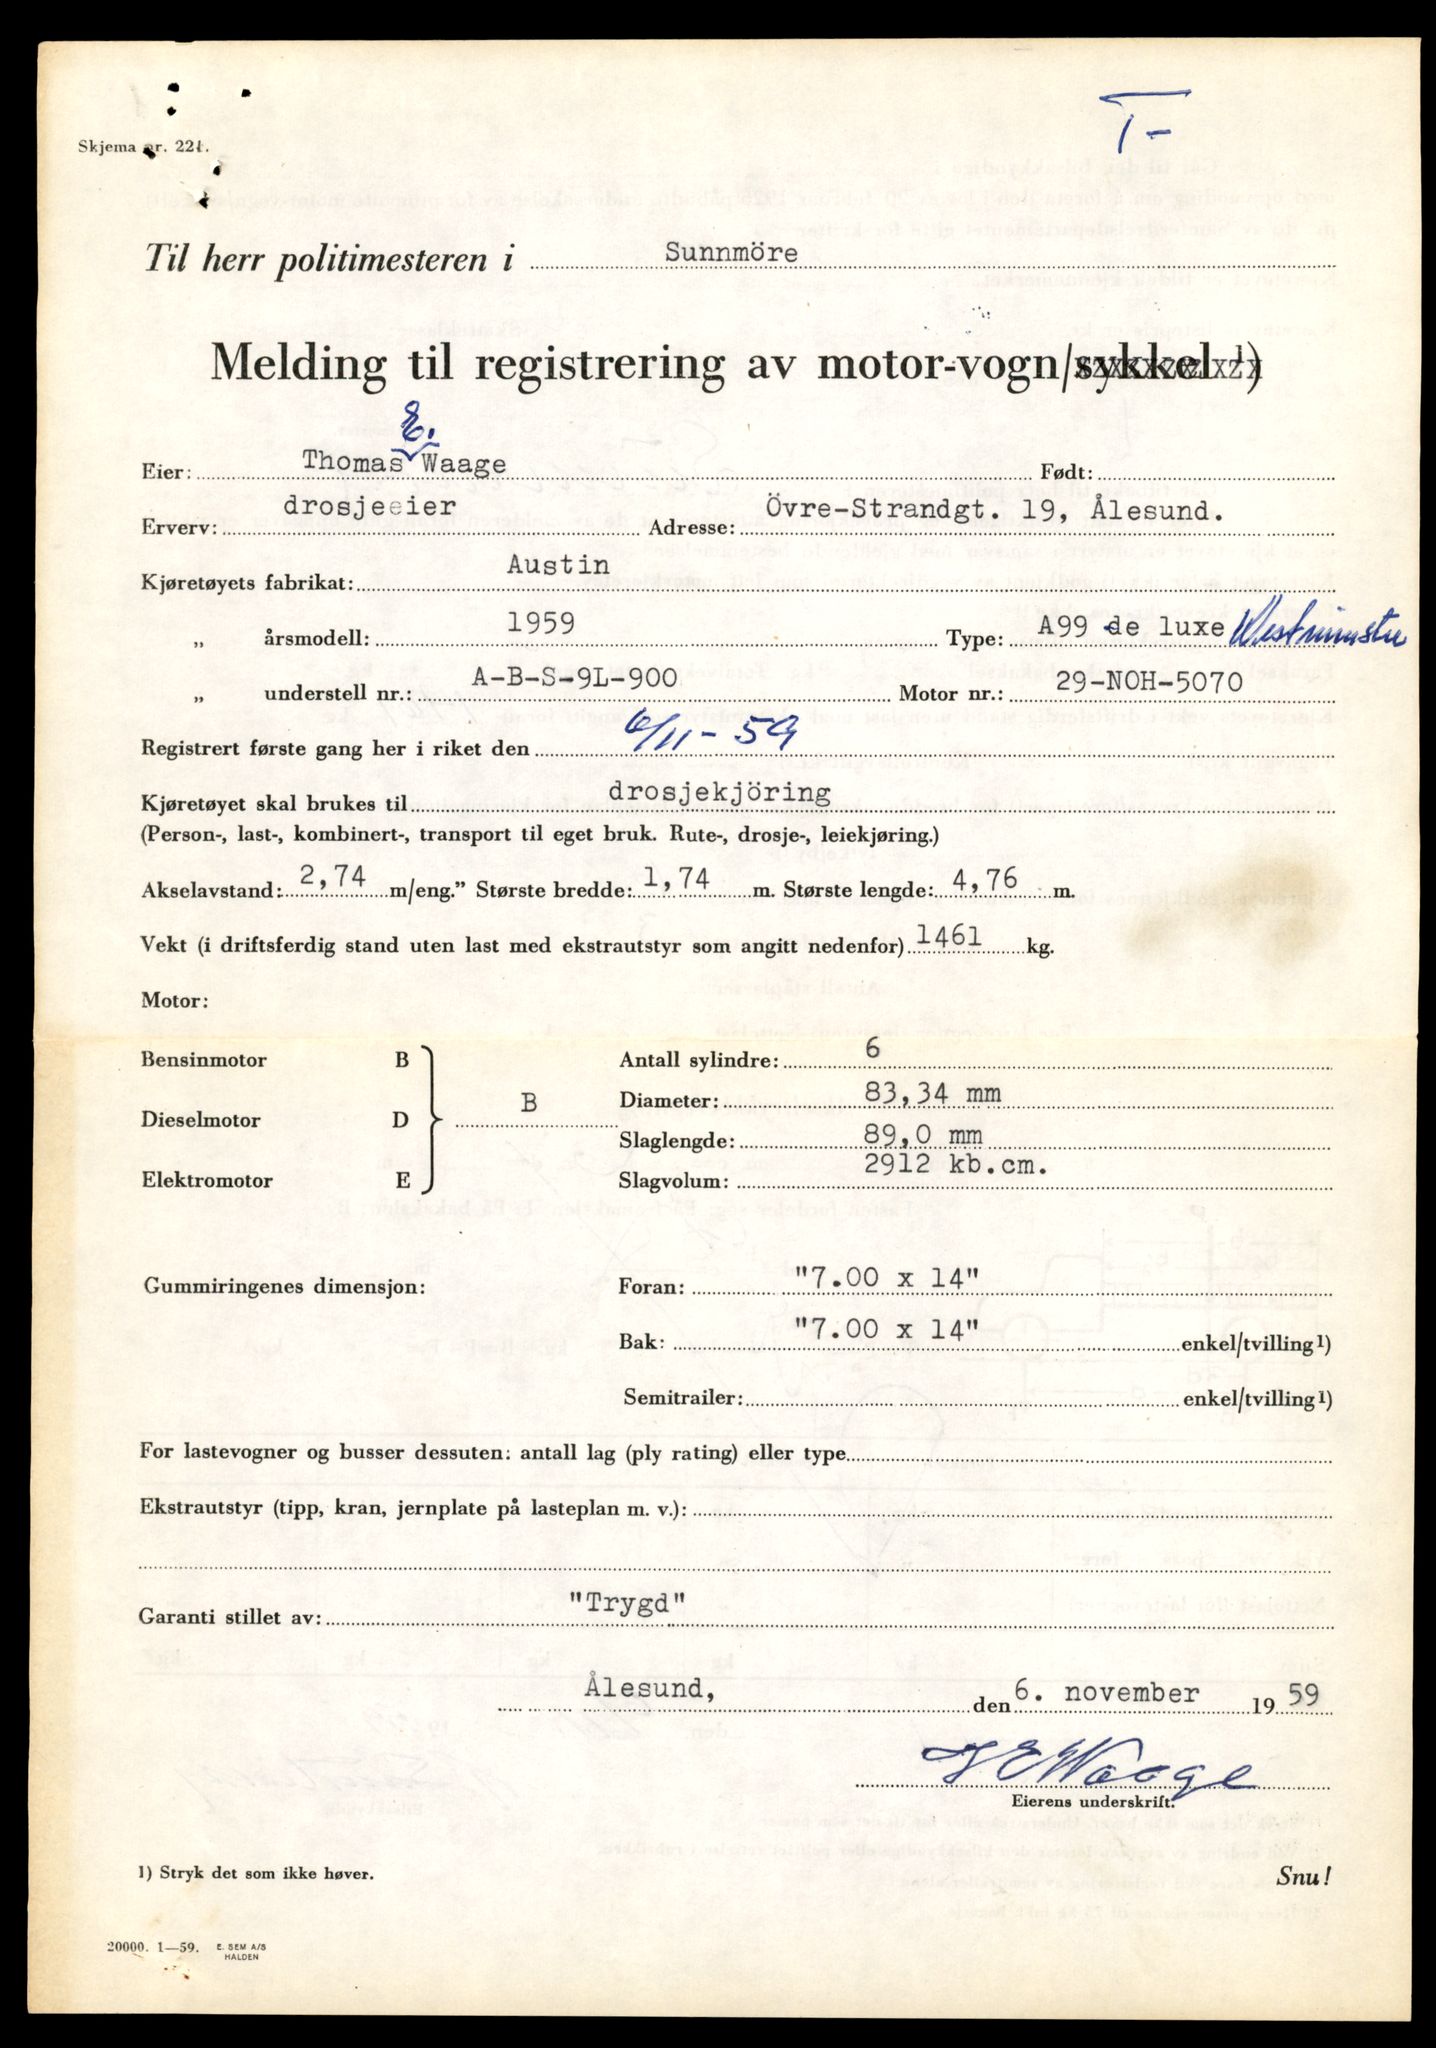 T-
Skjema nr. 221.
Til herr politimesteren i Sunnmöre
Melding til registrering av motor-vogn/sykkel 1)
E.
Eier: Thomas Waage Født:
Erverv: drosjeeier Adresse: Övre-Strandgt. 19, Ålesund.
Kjøretøyets fabrikat: Austin
„ årsmodell: 1959 Type: A99 de luxe Westminster
„ understell nr.: A-B-S-9L-900 Motor nr.: 29-NOH-5070
Registrert første gang her i riket den 6/11-59
Kjøretøyet skal brukes til drosjekjöring
(Person-, last-, kombinert-, transport til eget bruk. Rute-, drosje-, leiekjøring.)
Akselavstand: 2,74 m/eng.” Største bredde: 1,74 m. Største lengde: 4,76 m.
Vekt (i driftsferdig stand uten last med ekstrautstyr som angitt nedenfor) 1461 kg.
Motor:
Bensinmotor B Antall sylindre: 6
Dieselmotor D B Diameter: 83,34 mm
Slaglengde: 89,0 mm
Elektromotor E Slagvolum: 2912 kb.cm.
Gummiringenes dimensjon: Foran: "7.00 x 14"
Bak: "7.00 x 14" enkel/tvilling 1)
Semitrailer: enkel/tvilling 1)
For lastevogner og busser dessuten: antall lag (ply rating) eller type
Ekstrautstyr (tipp, kran, jernplate på lasteplan m. v.):
Garanti stillet av: "Trygd"
Ålesund, den 6. november 19 59
T E Waage
Eierens underskrift.
1) Stryk det som ikke høver.
Snu!
20000. 1—59. E. SEM A/S
HALDEN